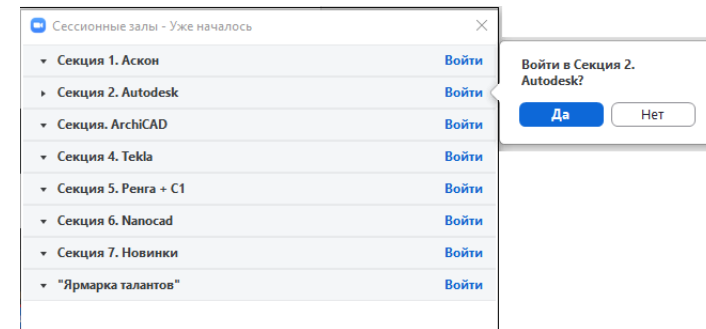 Сессионные залы - Уже началось
Секция 1. Аскон Войти
Секция 2. Autodesk Войти
Секция. ArchiCAD Войти
Секция 4. Tekla Войти
Секция 5. Ренга + С1 Войти
Секция 6. Nanocad Войти
Секция 7. Новинки Войти
"Ярмарка талантов" Войти
Войти в Секция 2.
Autodesk?
Да Нет